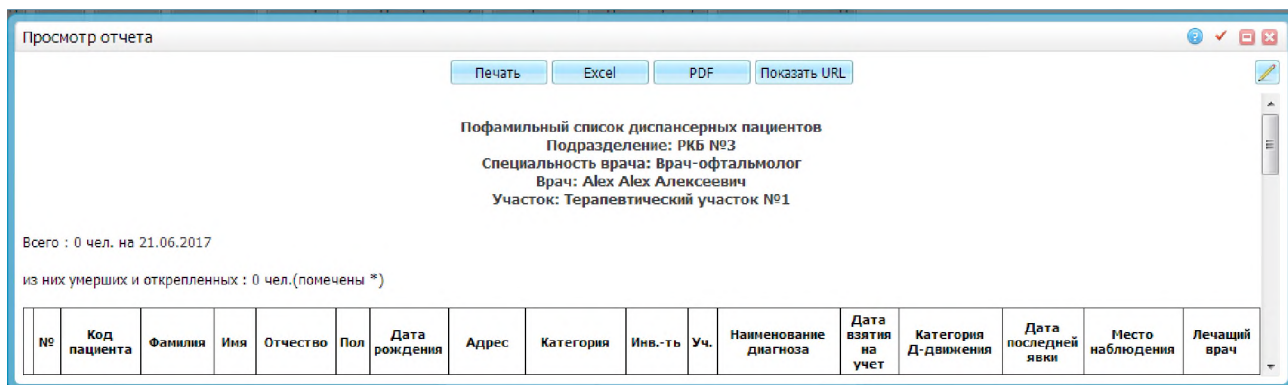 Просмотр отчета
Печать Excel PDF Показать URL
Пофамильный список диспансерных пациентов
Подразделение: РКБ №3
Специальность врача: Врач-офтальмолог
Врач: Alex Alex Алексеевич
Участок: Терапевтический участок №1
Всего : 0 чел. на 21.06.2017
из них умерших и открепленных : 0 чел.(помечены *)
№ Код пациента Фамилия Имя Отчество Пол Дата рождения Адрес Категория Инв.-ть Уч. Наименование диагноза Дата взятия на учет Категория Д-движения Дата последней явки Место наблюдения Лечащий врач